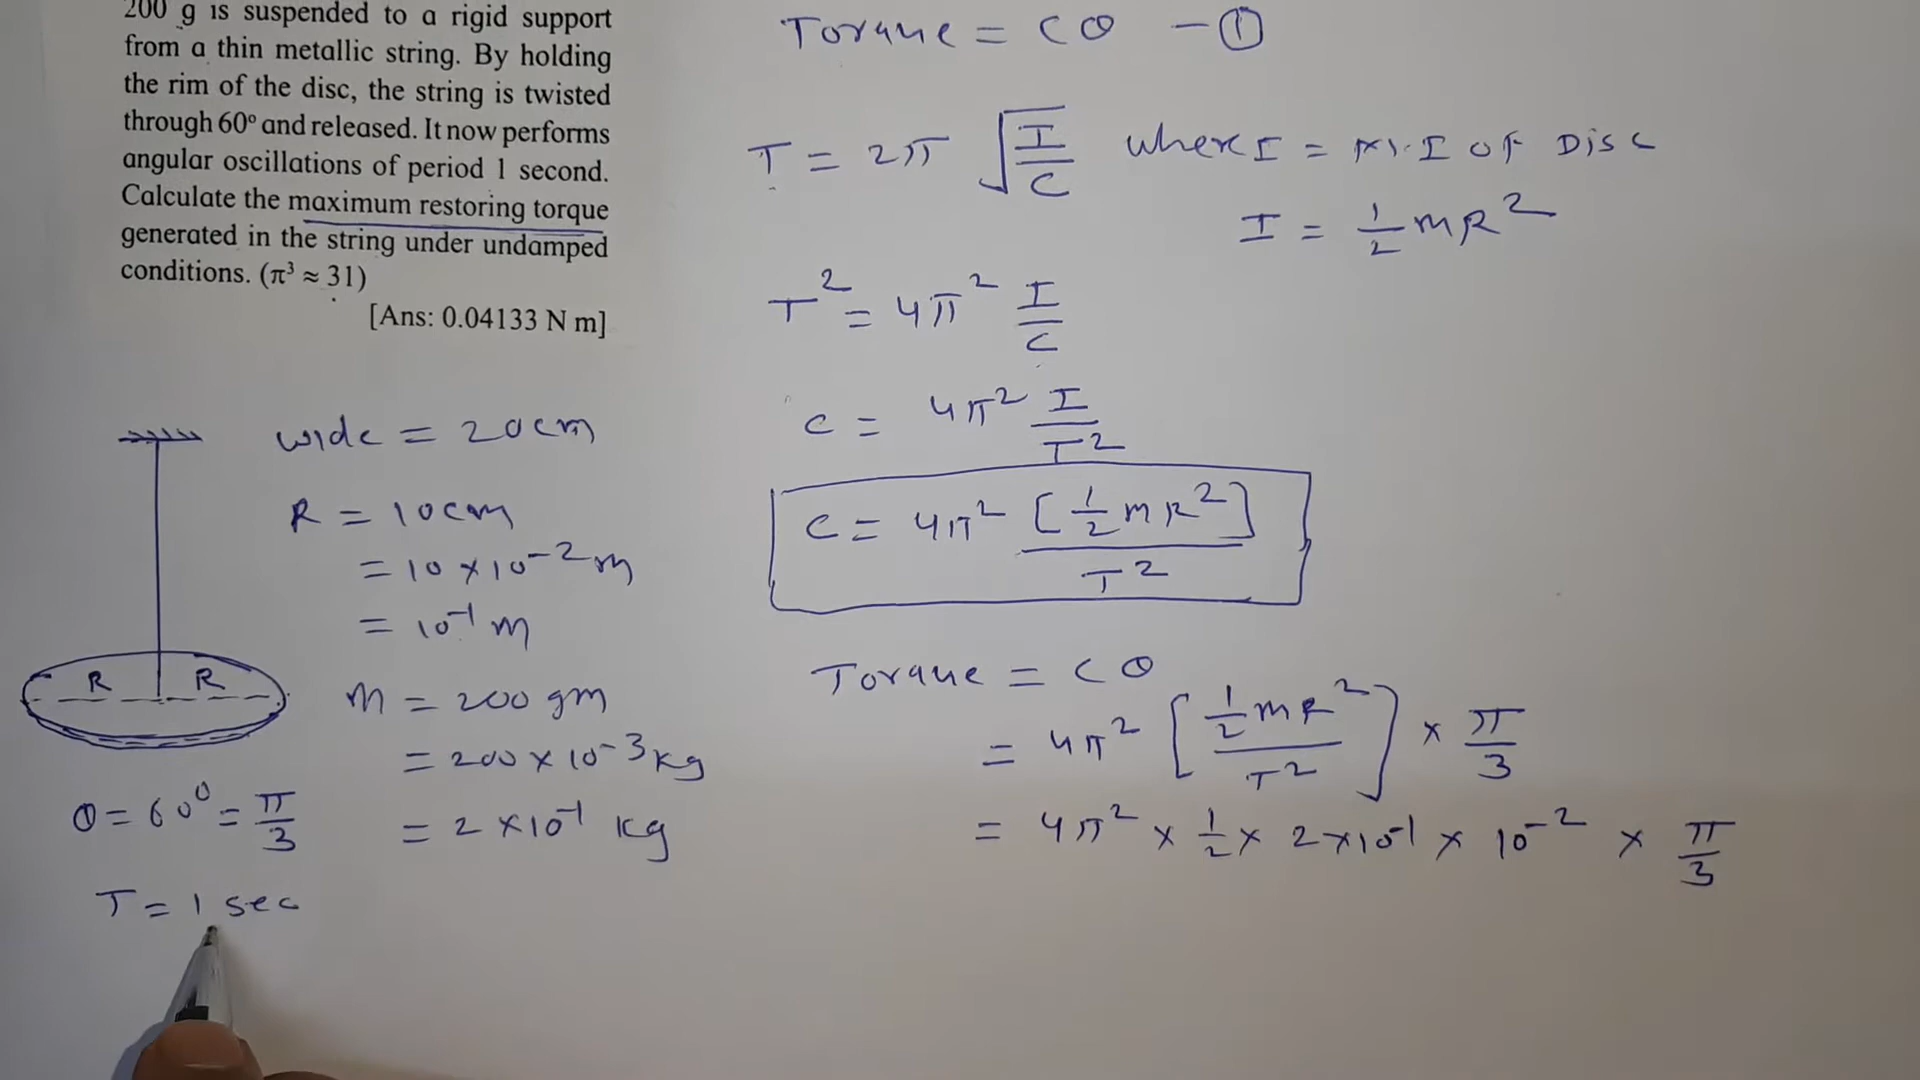 200 g is suspended to a rigid support
from a thin metallic string. By holding
the rim of the disc, the string is twisted
through 60° and released. It now performs
angular oscillations of period 1 second.
Calculate the maximum restoring torque
generated in the string under undamped
conditions. (π³ ≈ 31)
[Ans: 0.04133 N m]
wide = 20cm
R = 10cm
= 10 × 10⁻² m
= 10⁻¹ m
R R
m = 200 gm
= 200 × 10⁻³ kg
= 2 × 10⁻¹ kg
θ = 60⁰ = π/3
T = 1 sec
Torque = Cθ — ①
T = 2π √(I/C) where I = M.I of Disc
I = 1/2 mR²
T² = 4π² I/C
C = 4π² I/T²
C = 4π² [1/2 mR²]/T²
Torque = Cθ
= 4π² [1/2 mR²/T²] × π/3
= 4π² × 1/2 × 2×10⁻¹ × 10⁻² × π/3